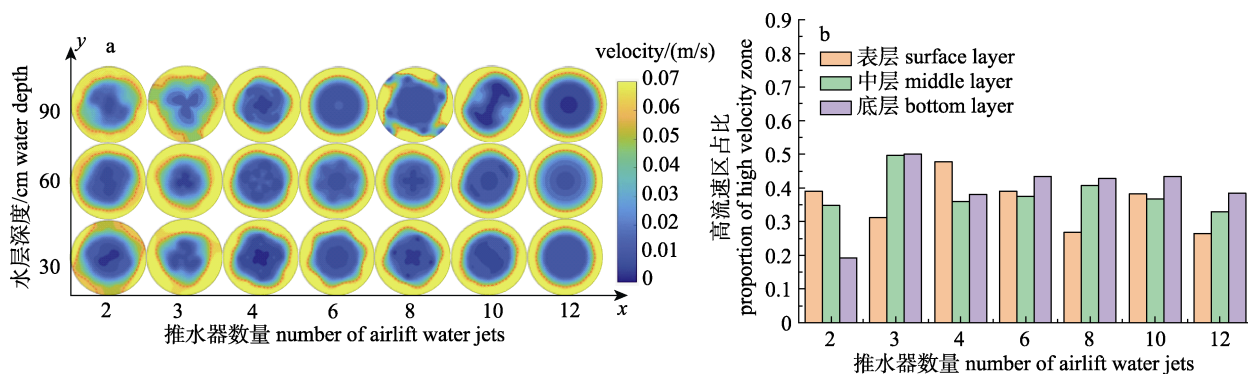 a
y
velocity/(m/s)
0.07
0.06
0.05
0.04
0.03
0.02
0.01
0
水层深度/cm water depth
90
60
30
2 3 4 6 8 10 12 x
推水器数量 number of airlift water jets
b
表层 surface layer
中层 middle layer
底层 bottom layer
高流速区占比
proportion of high velocity zone
0.9
0.8
0.7
0.6
0.5
0.4
0.3
0.2
0.1
0
2 3 4 6 8 10 12
推水器数量 number of airlift water jets